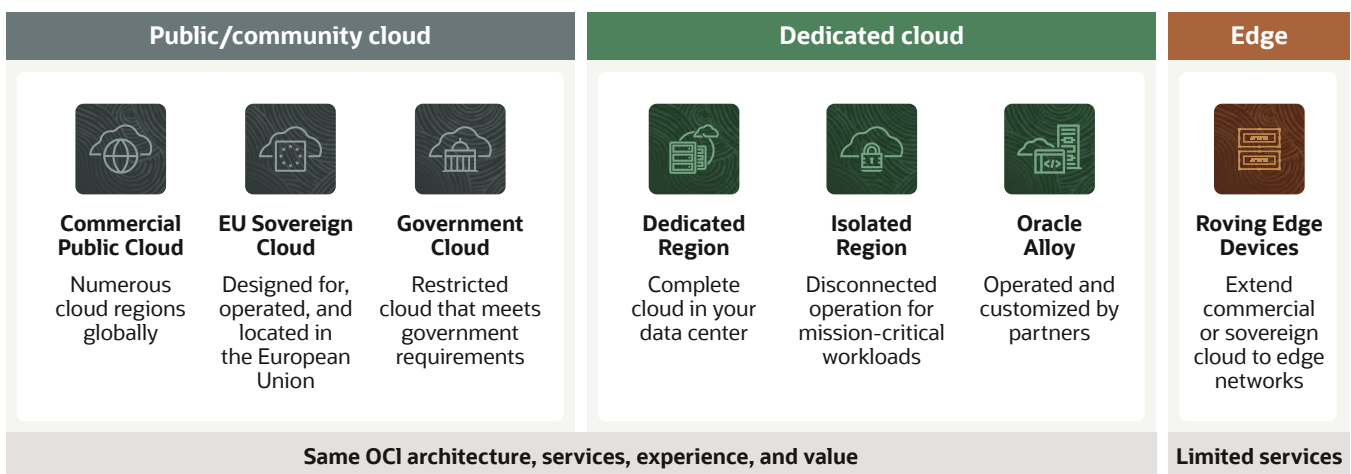 Public/community cloud
Dedicated cloud
Edge
Commercial
Public Cloud
Numerous
cloud regions
globally
EU Sovereign
Cloud
Designed for,
operated, and
located in
the European
Union
Government
Cloud
Restricted
cloud that meets
government
requirements
Dedicated
Region
Complete
cloud in your
data center
Isolated
Region
Disconnected
operation for
mission-critical
workloads
Oracle
Alloy
Operated and
customized by
partners
Roving Edge
Devices
Extend
commercial
or sovereign
cloud to edge
networks
Same OCI architecture, services, experience, and value
Limited services